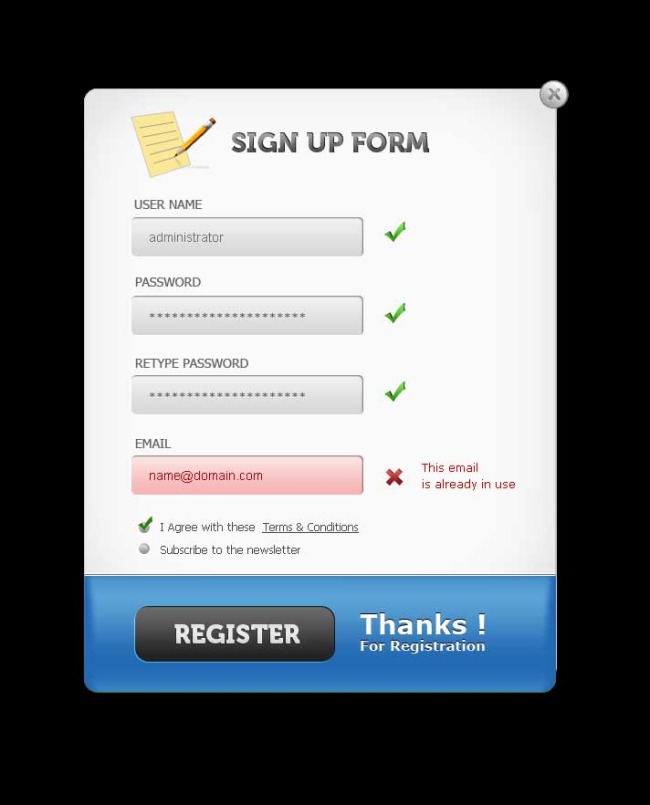 SIGN UP FORM
USER NAME
administrator
PASSWORD
*********************
RETYPE PASSWORD
*********************
EMAIL
name@domain.com
This email
is already in use
I Agree with these Terms & Conditions
Subscribe to the newsletter
REGISTER
Thanks !
For Registration